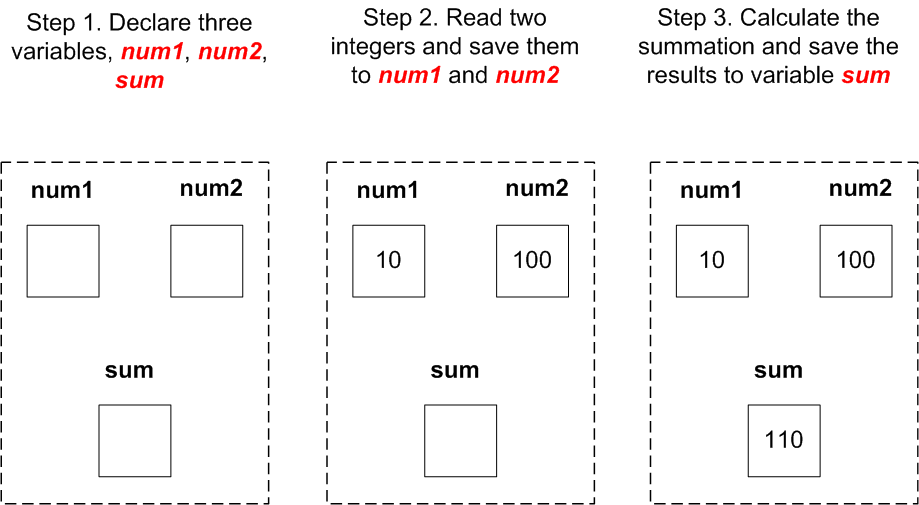 Step 1. Declare three
variables, num1, num2,
sum
Step 2. Read two
integers and save them
to num1 and num2
Step 3. Calculate the
summation and save the
results to variable sum
num1 num2
sum
num1 num2
10 100
sum
num1 num2
10 100
sum
110